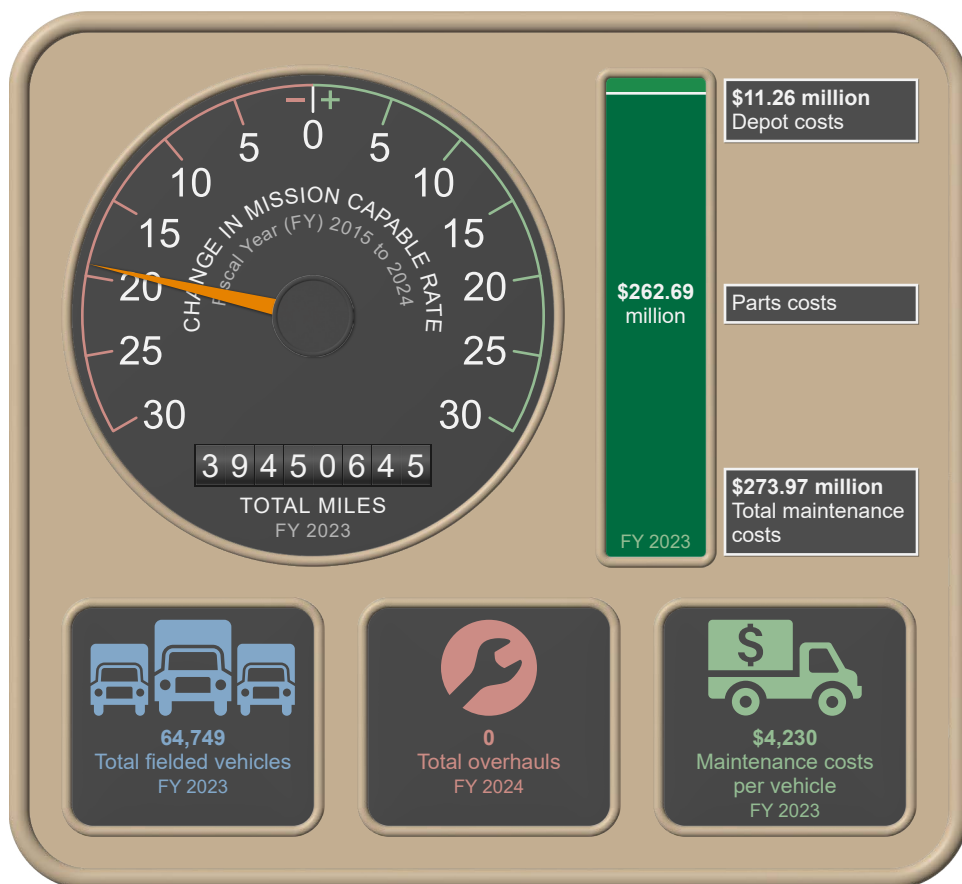 − +
0
5 5
10 10
15 15
20 20
25 25
30 30
CHANGE IN MISSION CAPABLE RATE
Fiscal Year (FY) 2015 to 2024
39450645
TOTAL MILES
FY 2023
$11.26 million
Depot costs
$262.69
million
Parts costs
$273.97 million
Total maintenance
costs
FY 2023
64,749
Total fielded vehicles
FY 2023
0
Total overhauls
FY 2024
$
$4,230
Maintenance costs
per vehicle
FY 2023